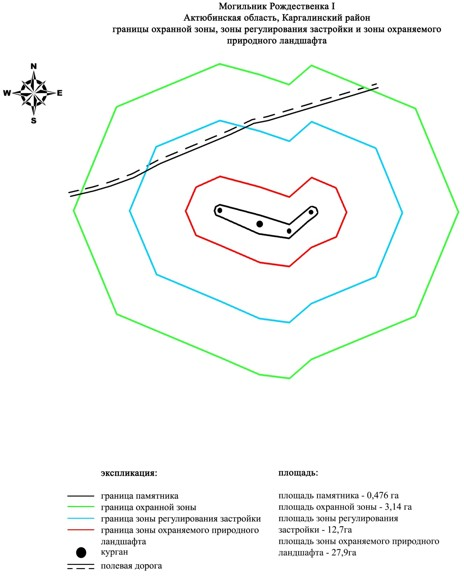 Могильник Рождественка I
Актюбинская область, Каргалинский район
границы охранной зоны, зоны регулирования застройки и зоны охраняемого
природного ландшафта
N
W E
S
экспликация:
граница памятника
граница охранной зоны
граница зоны регулирования застройки
граница зоны охраняемого природного
ландшафта
курган
полевая дорога
площадь:
площадь памятника - 0,476 га
площадь охранной зоны - 3,14 га
площадь зоны регулирования
застройки - 12,7га
площадь зоны охраняемого природного
ландшафта - 27,9га